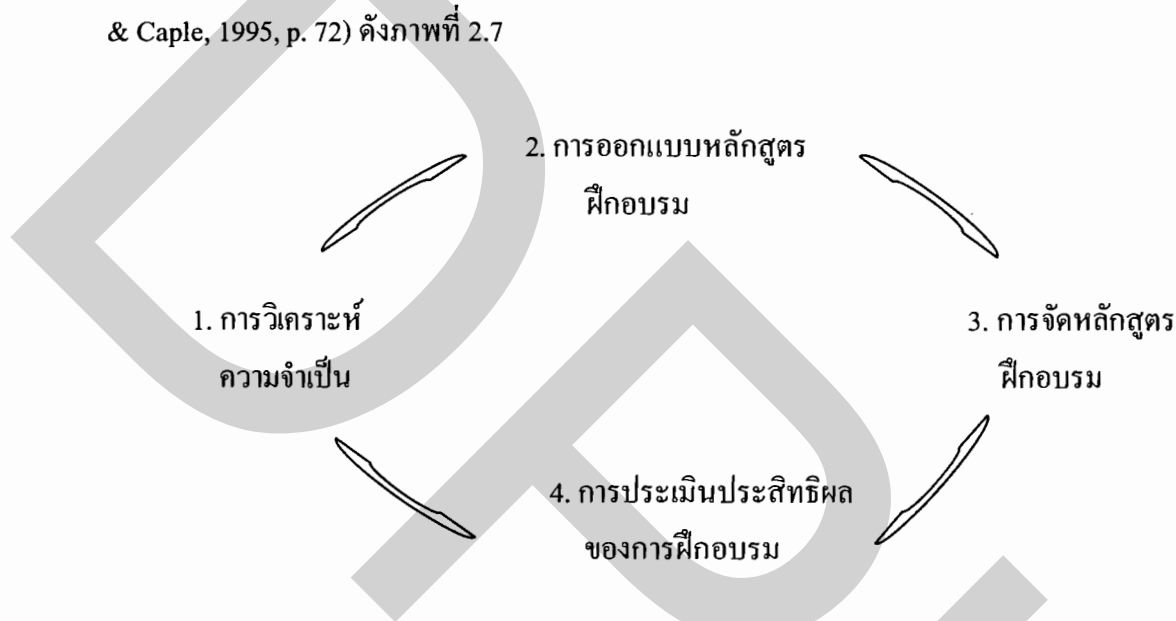 & Caple, 1995, p. 72) ดังภาพที่ 2.7
2. การออกแบบหลักสูตร
ฝึกอบรม
1. การวิเคราะห์
ความจำเป็น
3. การจัดหลักสูตร
ฝึกอบรม
4. การประเมินประสิทธิผล
ของการฝึกอบรม